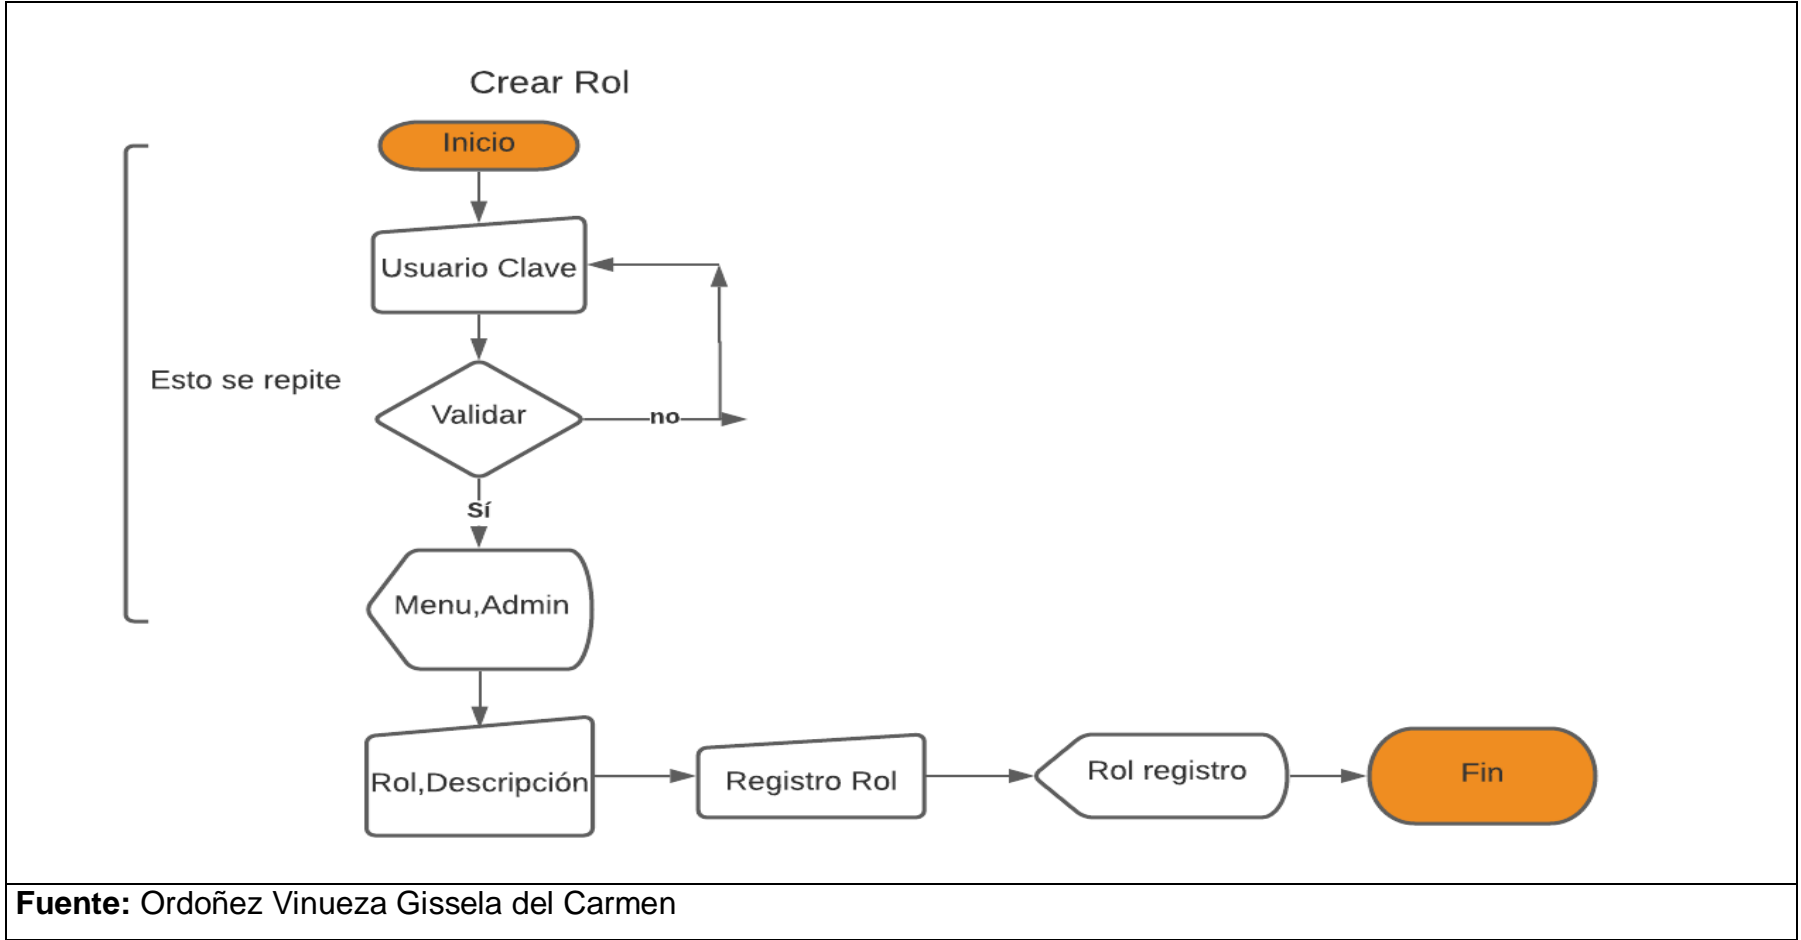 Crear Rol
Inicio
Usuario Clave
Esto se repite
Validar
no
Sí
Menu,Admin
Rol,Descripción
Registro Rol
Rol registro
Fin
Fuente: Ordoñez Vinueza Gissela del Carmen